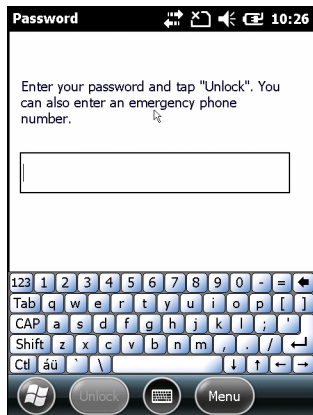 Password 10:26
Enter your password and tap "Unlock". You
can also enter an emergency phone
number.
123 1 2 3 4 5 6 7 8 9 0 - =
Tab q w e r t y u i o p [ ]
CAP a s d f g h j k l ; '
Shift z x c v b n m , . /
Ctl áü ` \
Unlock Menu